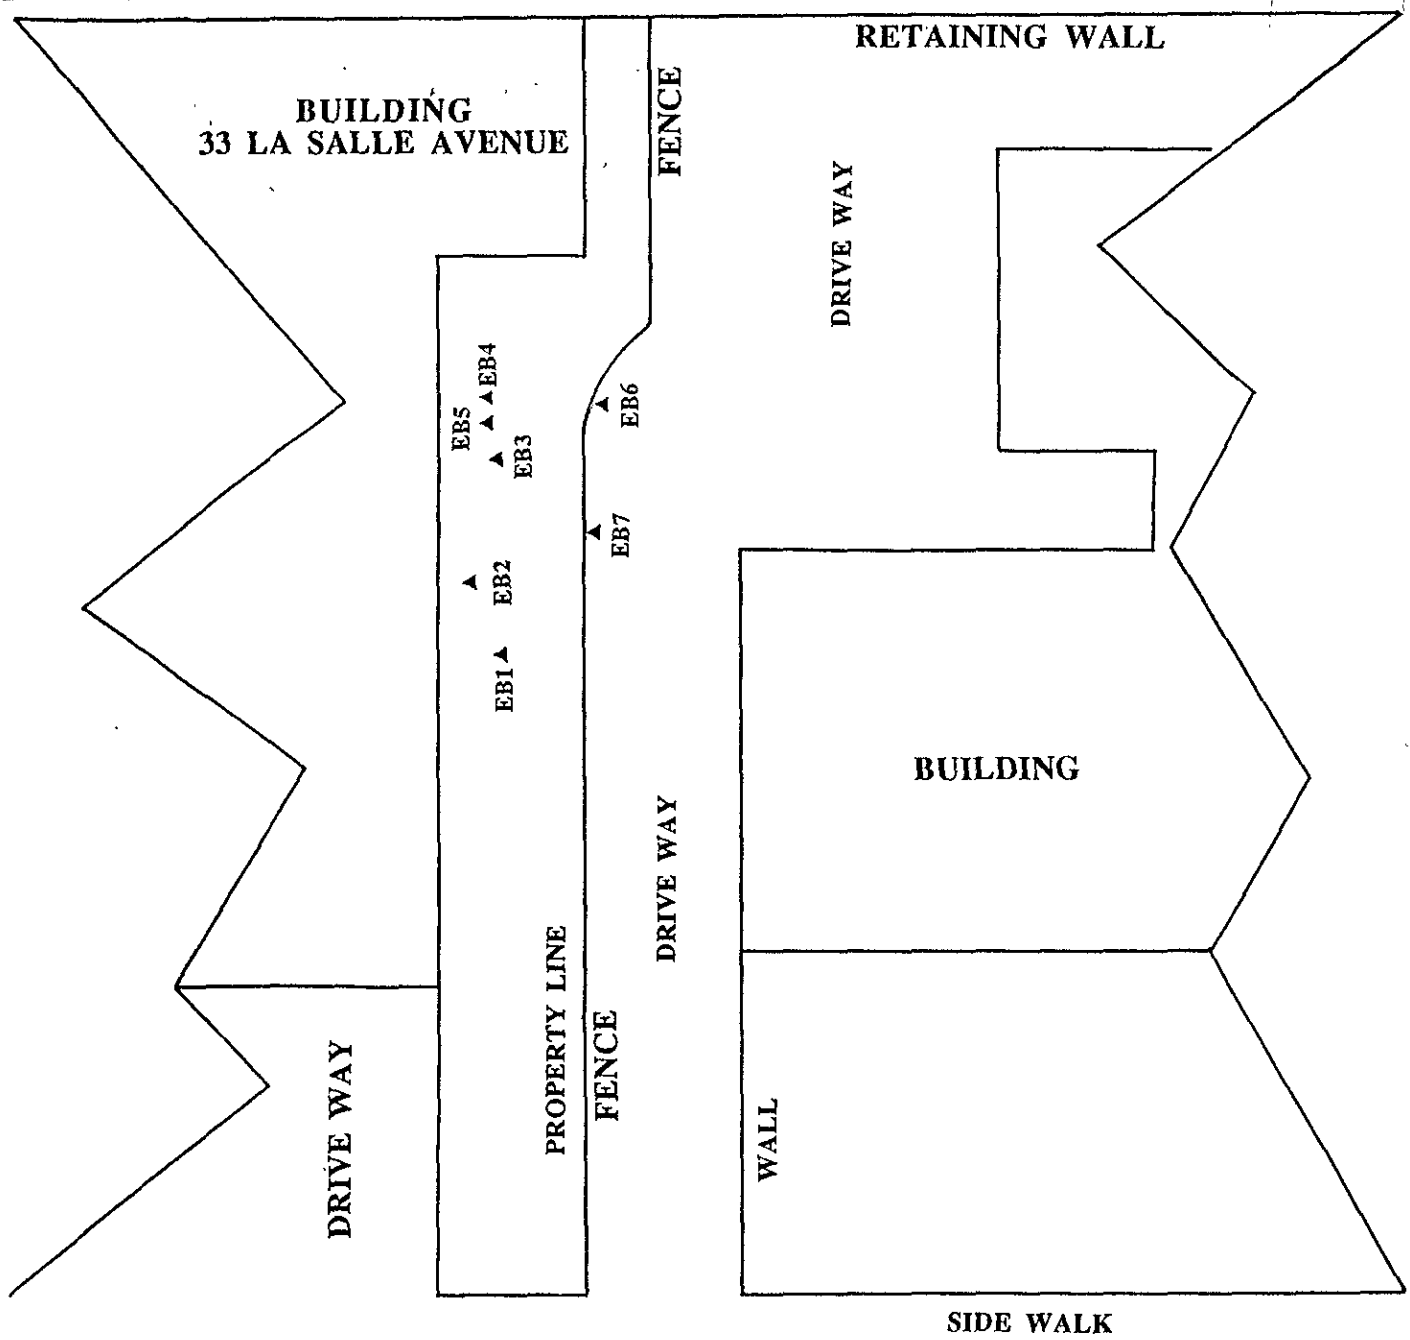 RETAINING WALL
BUILDING
33 LA SALLE AVENUE
FENCE
DRIVE WAY
EB4
EB5
EB6
EB3
EB7
EB2
EB1
BUILDING
DRIVE WAY
PROPERTY LINE
FENCE
DRIVE WAY
WALL
SIDE WALK